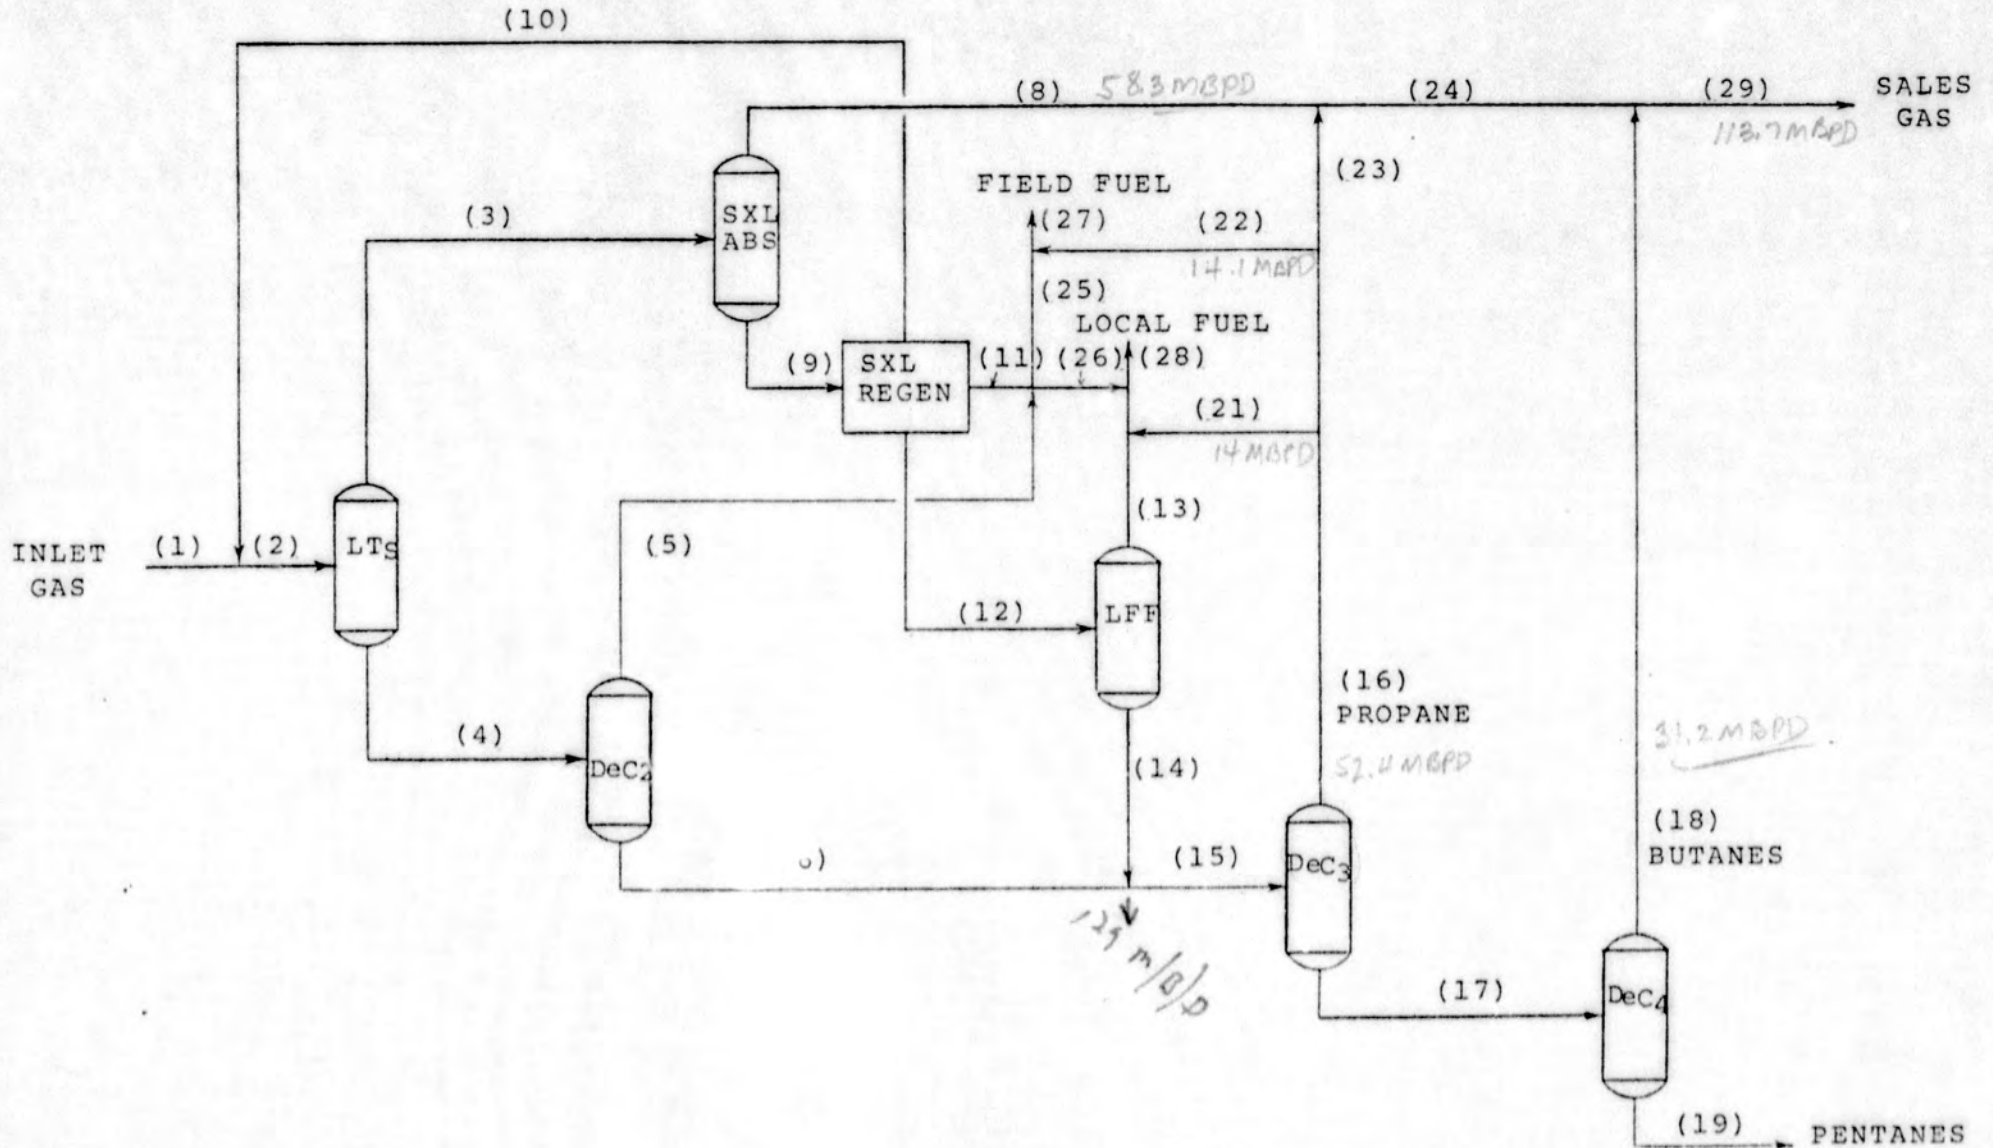 (10)
(8) 58.3 MBPD (24) (29) SALES
GAS
113.7 MBPD
(23)
FIELD FUEL
(3)
SXL
ABS
(27) (22)
14.1 MBPD
(25)
LOCAL FUEL
(9) SXL
REGEN
(11) (26) (28)
(21)
14 MBPD
(13)
INLET
GAS
(1) (2) LTS
(5)
(12) LFF
(16)
PROPANE
52.4 MBPD
31.2 MBPD
(4)
DeC2
(14)
(18)
BUTANES
(15)
DeC3
129 m/B/D
(17)
DeC4
(19) PENTANES